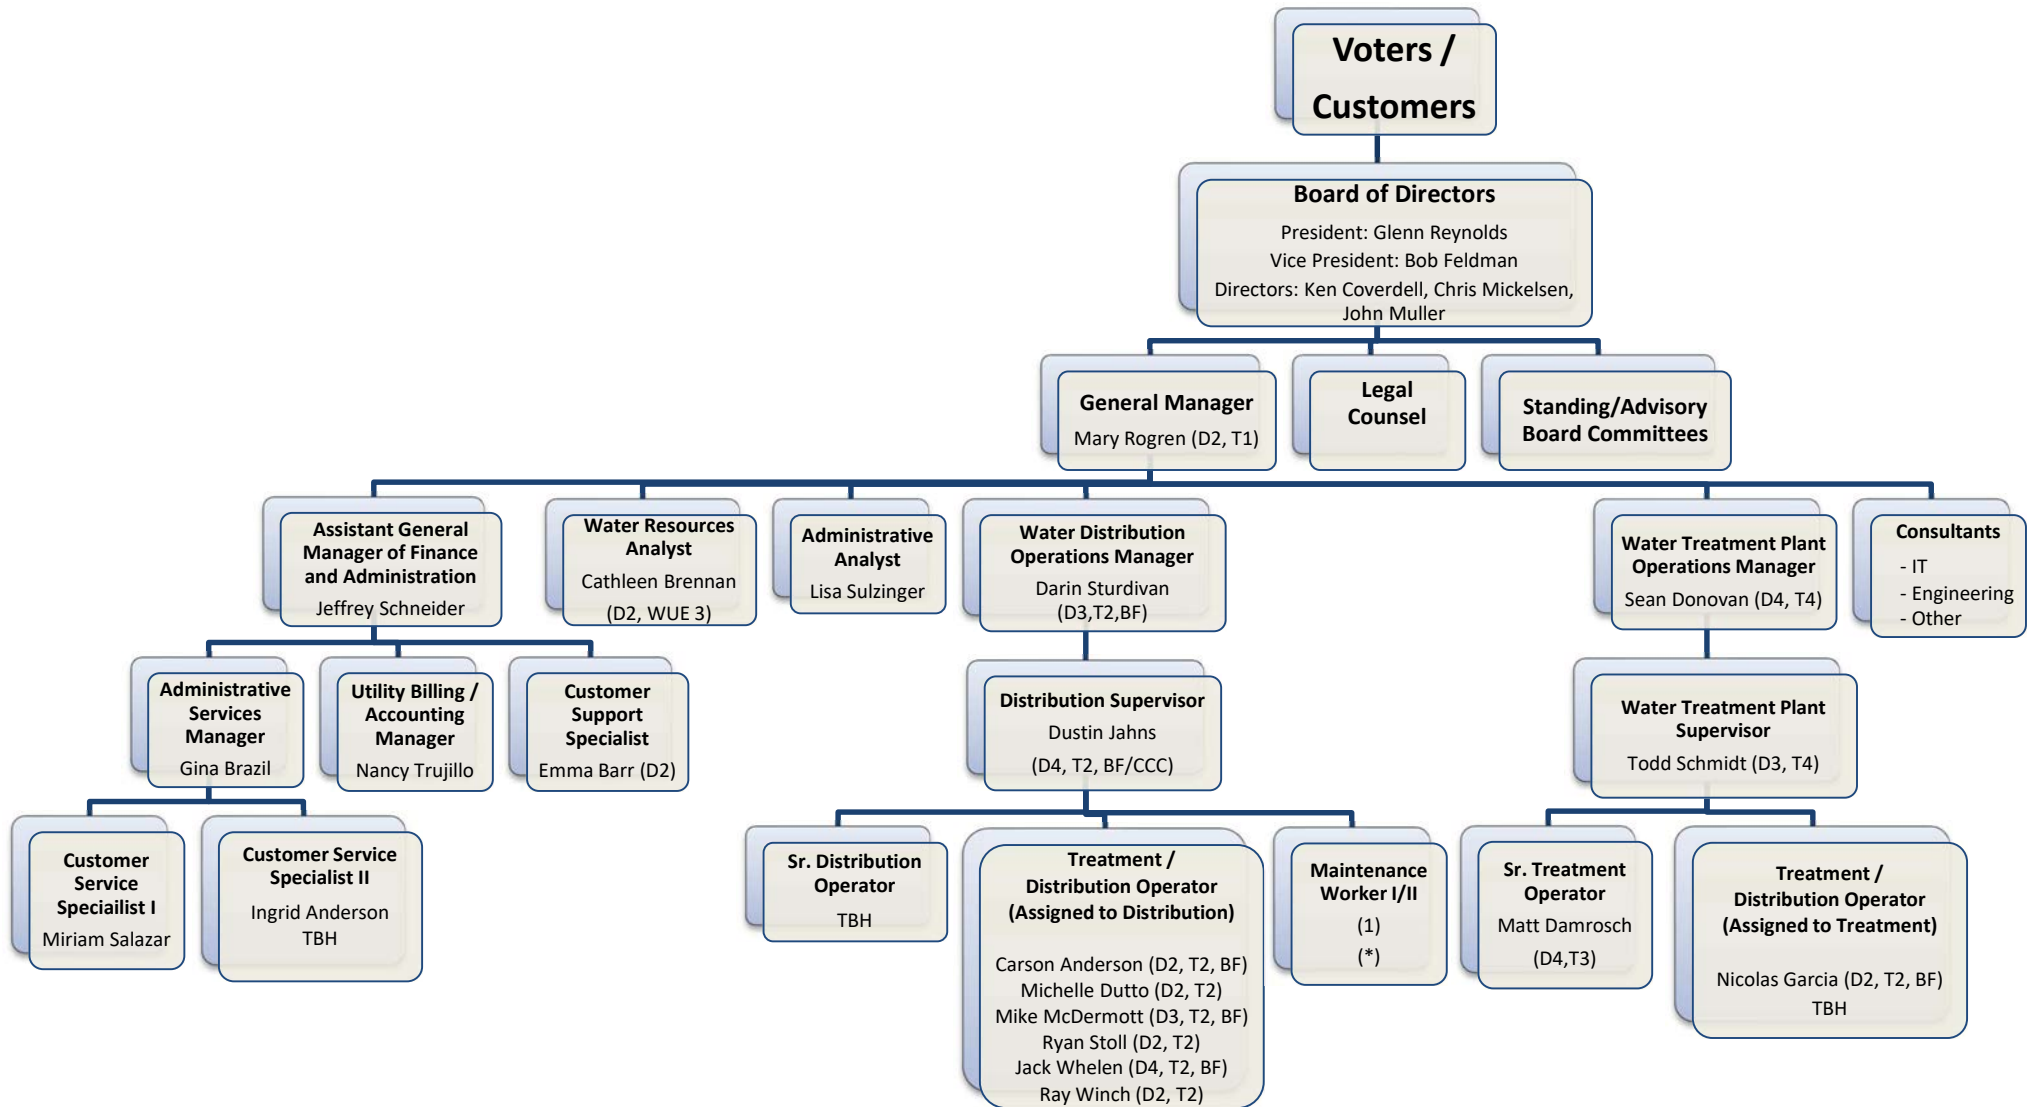 Voters /
Customers
Board of Directors
President: Glenn Reynolds
Vice President: Bob Feldman
Directors: Ken Coverdell, Chris Mickelsen,
John Muller
General Manager
Mary Rogren (D2, T1)
Legal
Counsel
Standing/Advisory
Board Committees
Assistant General
Manager of Finance
and Administration
Jeffrey Schneider
Water Resources
Analyst
Cathleen Brennan
(D2, WUE 3)
Administrative
Analyst
Lisa Sulzinger
Water Distribution
Operations Manager
Darin Sturdivan
(D3,T2,BF)
Water Treatment Plant
Operations Manager
Sean Donovan (D4, T4)
Consultants
- IT
- Engineering
- Other
Administrative
Services
Manager
Gina Brazil
Utility Billing /
Accounting
Manager
Nancy Trujillo
Customer
Support
Specialist
Emma Barr (D2)
Distribution Supervisor
Dustin Jahns
(D4, T2, BF/CCC)
Water Treatment Plant
Supervisor
Todd Schmidt (D3, T4)
Customer
Service
Speciailist I
Miriam Salazar
Customer Service
Specialist II
Ingrid Anderson
TBH
Sr. Distribution
Operator
TBH
Treatment /
Distribution Operator
(Assigned to Distribution)
Carson Anderson (D2, T2, BF)
Michelle Dutto (D2, T2)
Mike McDermott (D3, T2, BF)
Ryan Stoll (D2, T2)
Jack Whelen (D4, T2, BF)
Ray Winch (D2, T2)
Maintenance
Worker I/II
(1)
(*)
Sr. Treatment
Operator
Matt Damrosch
(D4,T3)
Treatment /
Distribution Operator
(Assigned to Treatment)
Nicolas Garcia (D2, T2, BF)
TBH